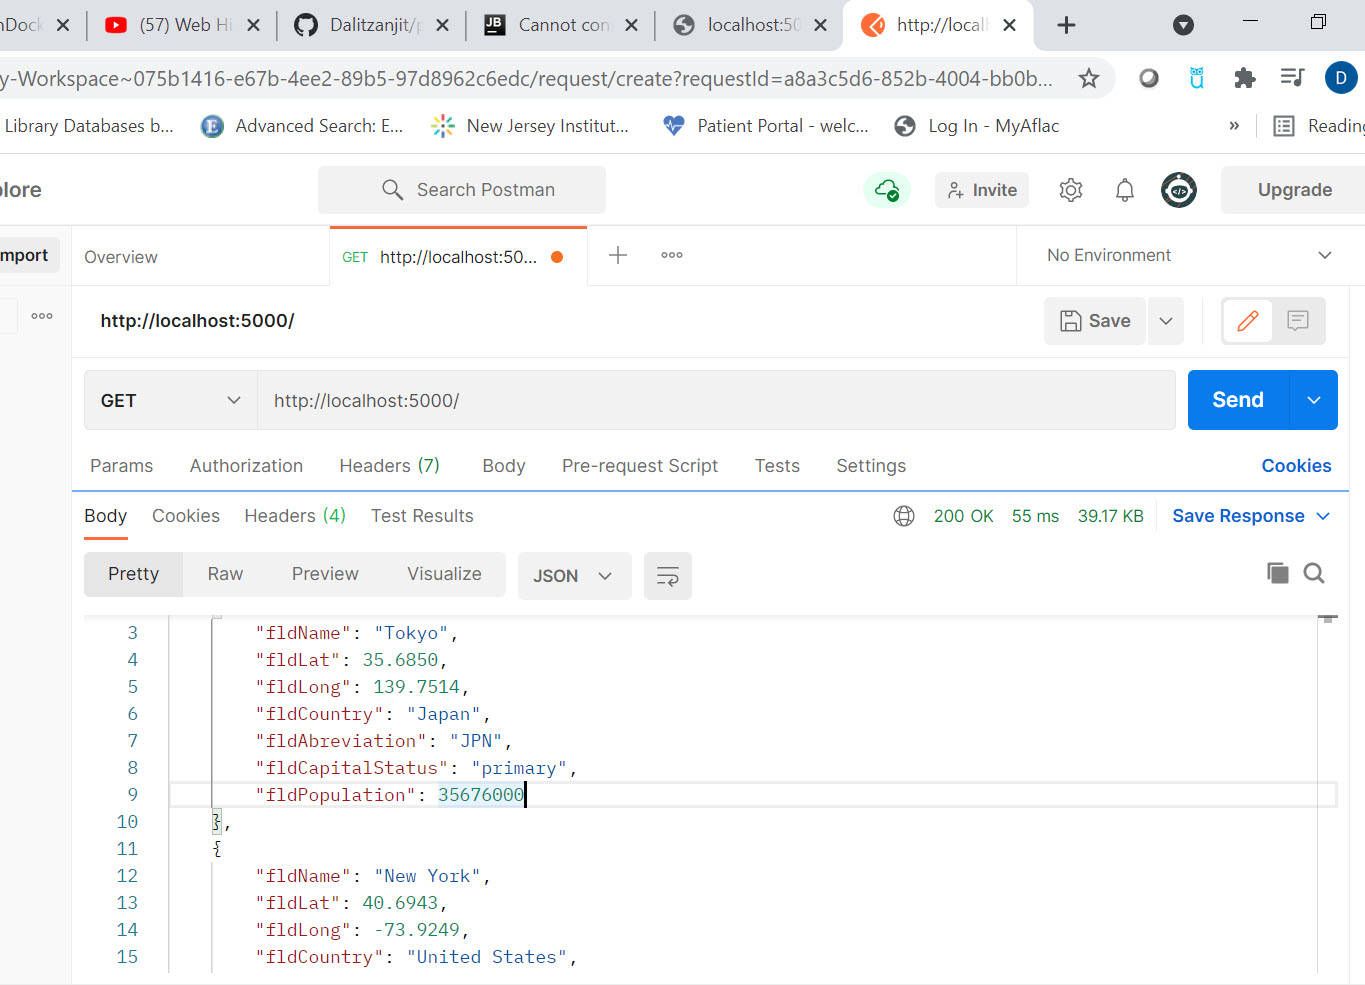 nDock
(57) Web Hi
Dalitzanjit/p
JB
Cannot con
localhost:50
http://local
y-Workspace~075b1416-e67b-4ee2-89b5-97d8962c6edc/request/create?requestId=a8a3c5d6-852b-4004-bb0b...
D
Library Databases b...
E
Advanced Search: E...
New Jersey Institut...
Patient Portal - welc...
Log In - MyAflac
»
Reading
lore
Search Postman
Invite
Upgrade
mport
Overview
GET http://localhost:50...
No Environment
http://localhost:5000/
Save
GET
http://localhost:5000/
Send
Params
Authorization
Headers (7)
Body
Pre-request Script
Tests
Settings
Cookies
Body
Cookies
Headers (4)
Test Results
200 OK
55 ms
39.17 KB
Save Response
Pretty
Raw
Preview
Visualize
JSON
3 "fldName": "Tokyo",
4 "fldLat": 35.6850,
5 "fldLong": 139.7514,
6 "fldCountry": "Japan",
7 "fldAbreviation": "JPN",
8 "fldCapitalStatus": "primary",
9 "fldPopulation": 35676000
10 },
11 {
12 "fldName": "New York",
13 "fldLat": 40.6943,
14 "fldLong": -73.9249,
15 "fldCountry": "United States",